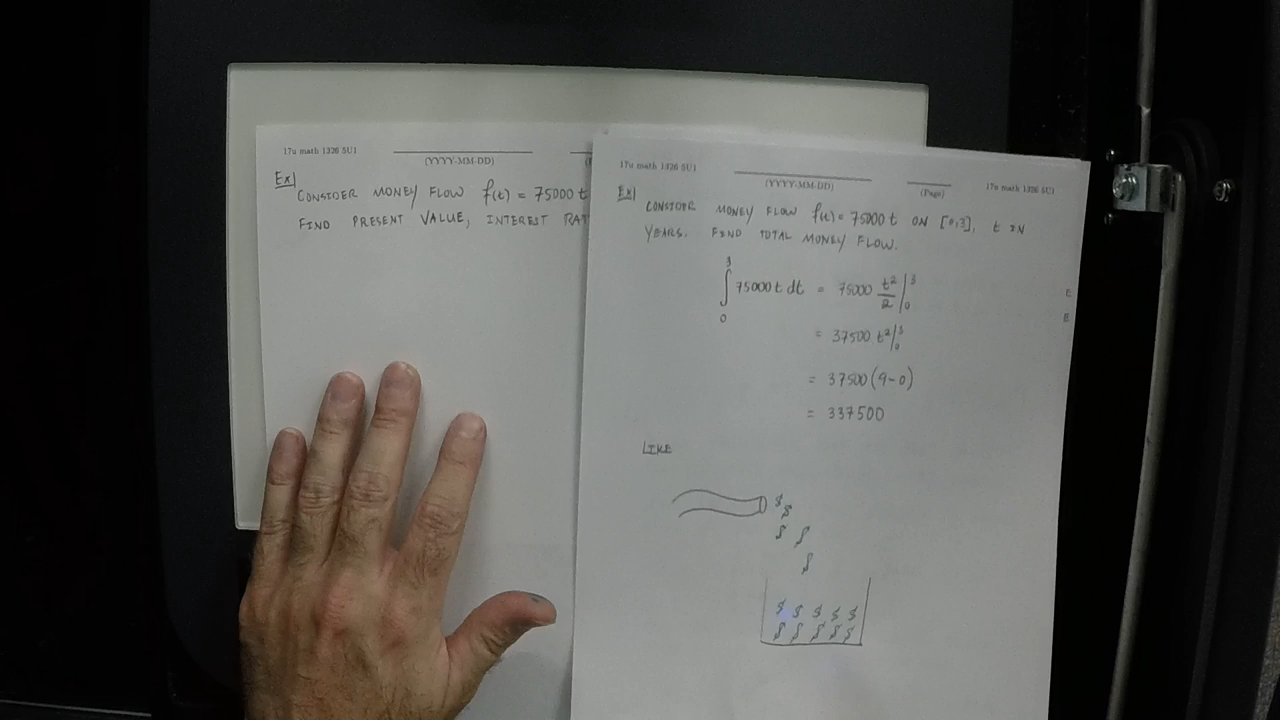 17u math 1326 5U1
(YYYY-MM-DD)
Ex|
CONSIDER MONEY FLOW f(t) = 75000 t
FIND PRESENT VALUE, INTEREST RAT
17u math 1326 5U1
(YYYY-MM-DD)
(Page)
17u math 1326 5U1
Ex|
CONSIDER MONEY FLOW f(t) = 75000 t ON [0,3], t IN
YEARS. FIND TOTAL MONEY FLOW.
∫₀³ 75000 t dt = 75000 t²/2 |₀³
= 37500 t² |₀³
= 37500 (9-0)
= 337500
LIKE
$
$
$ $
$
$ $ $ $ $
$ $ $ $ $